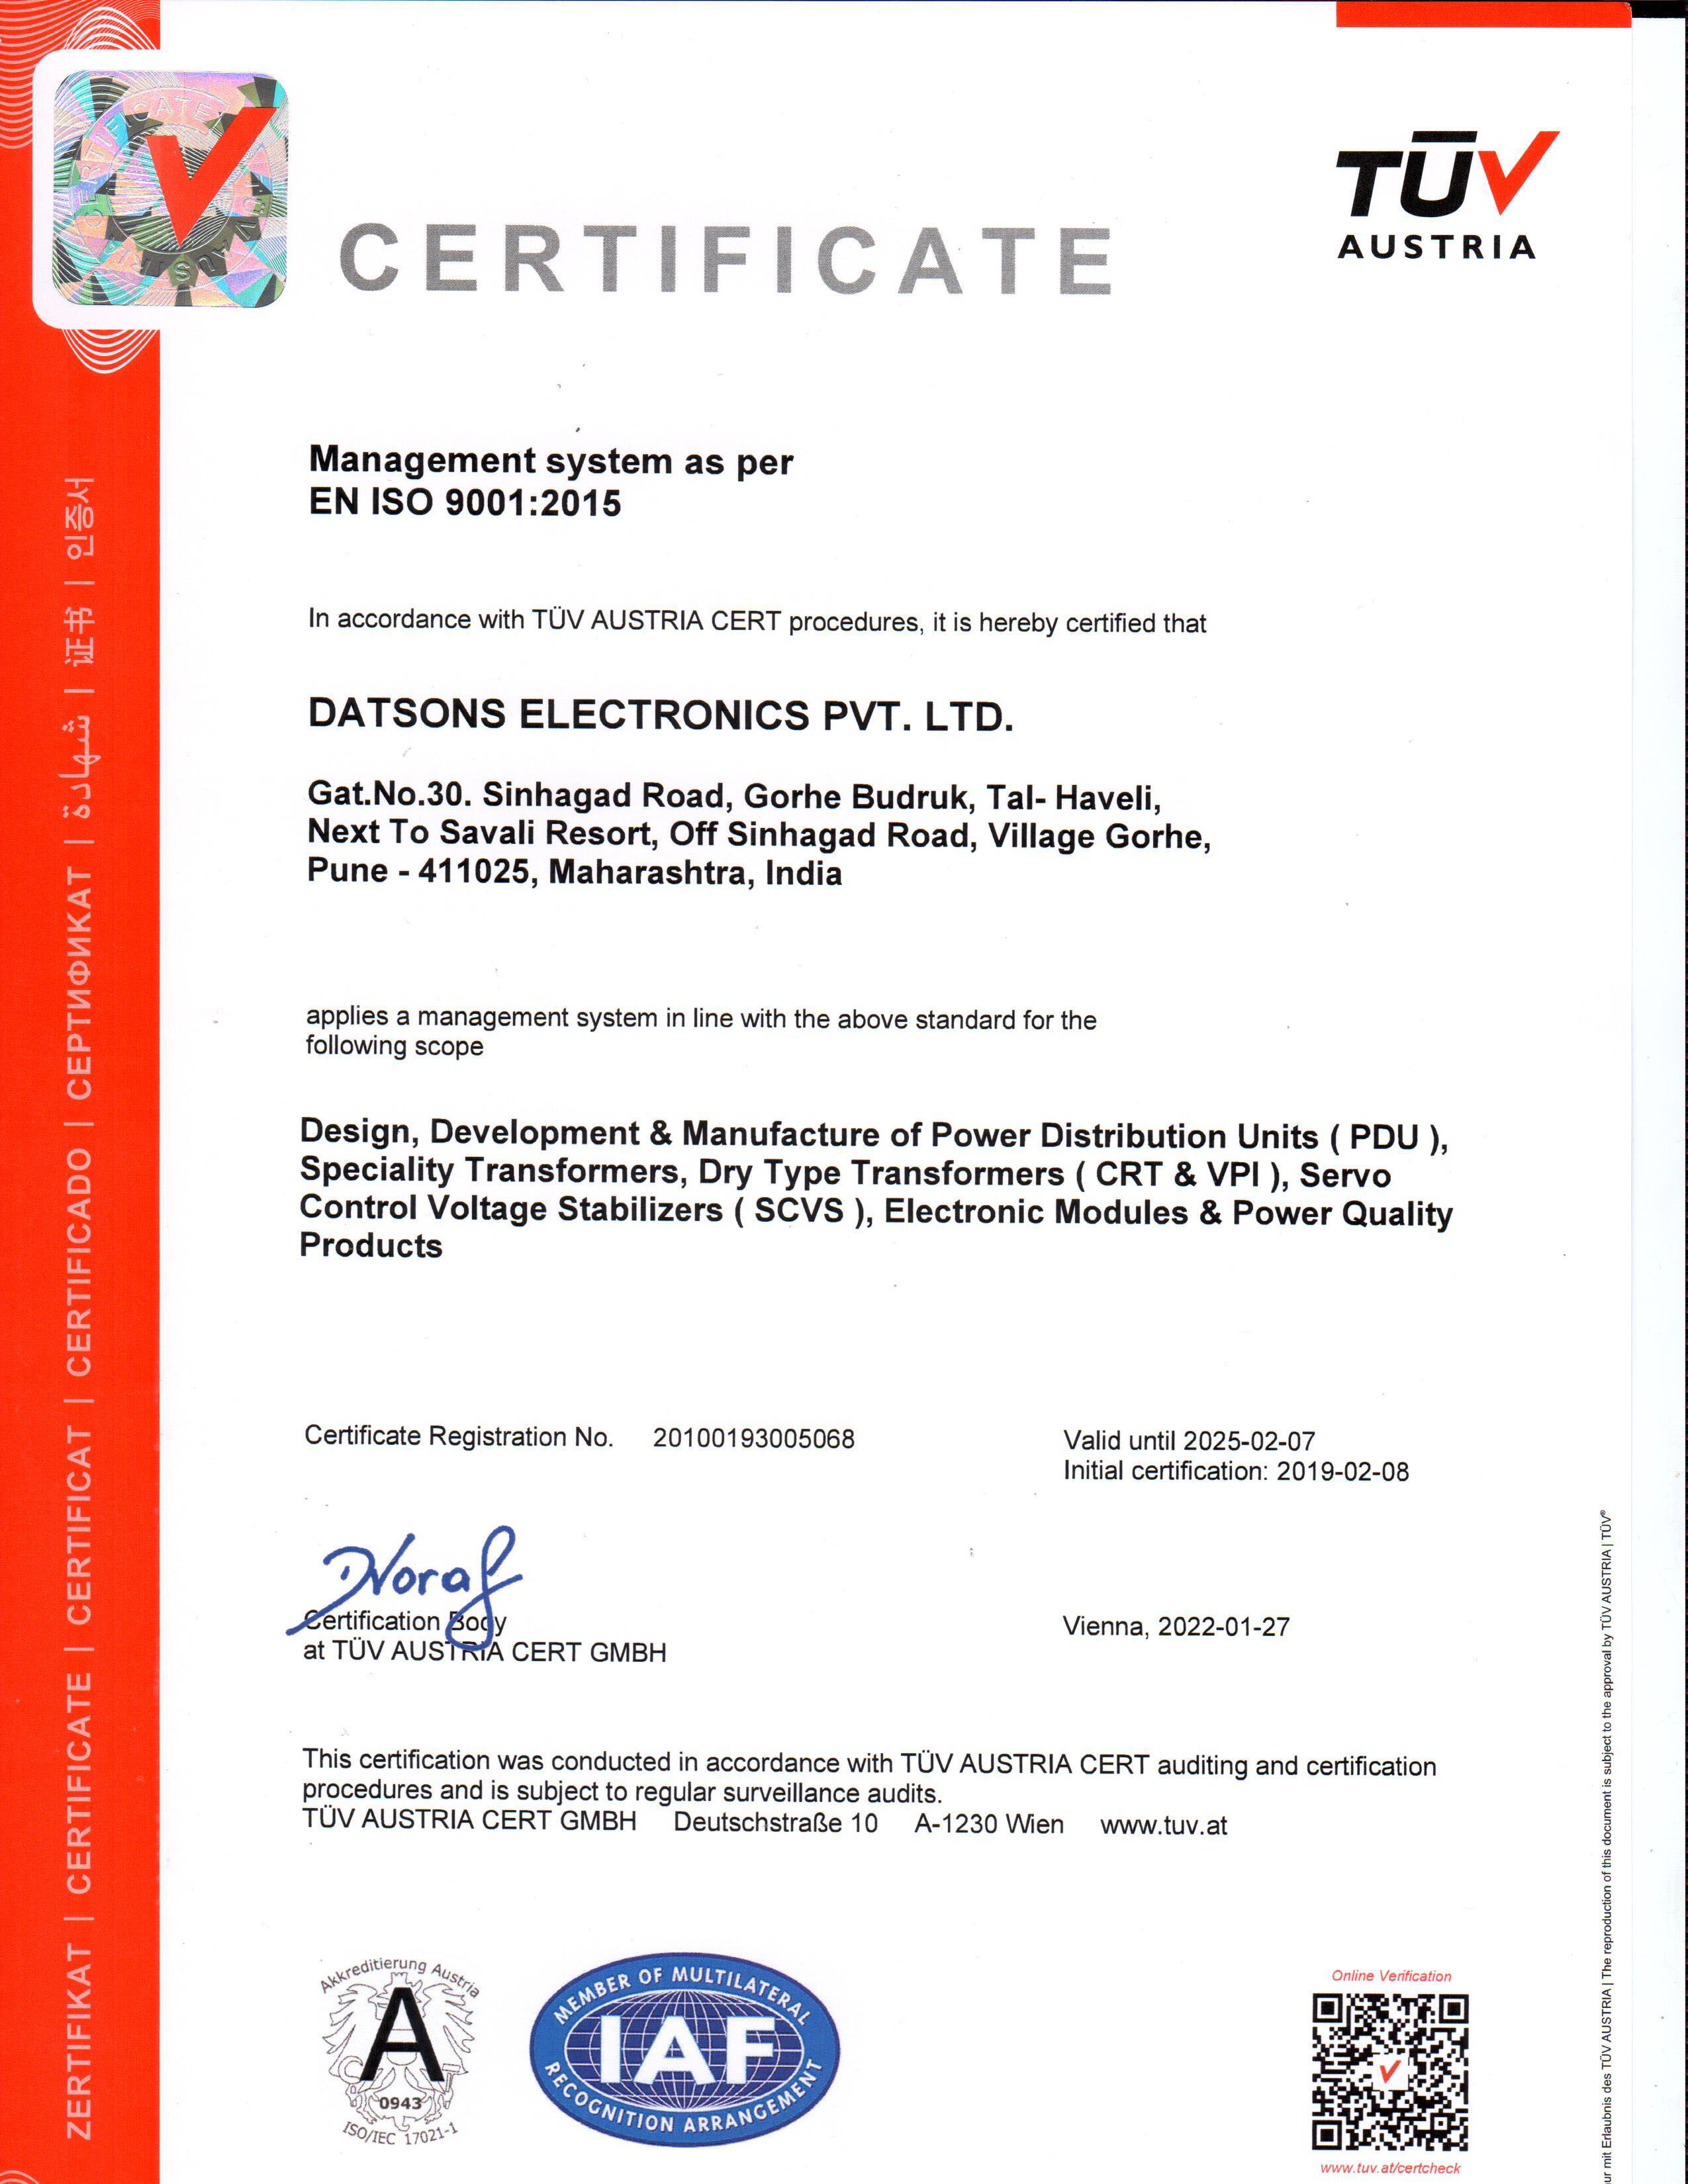 TÜV
AUSTRIA
CERTIFICATE
Management system as per
EN ISO 9001:2015
In accordance with TÜV AUSTRIA CERT procedures, it is hereby certified that
DATSONS ELECTRONICS PVT. LTD.
Gat.No.30. Sinhagad Road, Gorhe Budruk, Tal- Haveli,
Next To Savali Resort, Off Sinhagad Road, Village Gorhe,
Pune - 411025, Maharashtra, India
applies a management system in line with the above standard for the
following scope
Design, Development & Manufacture of Power Distribution Units ( PDU ),
Speciality Transformers, Dry Type Transformers ( CRT & VPI ), Servo
Control Voltage Stabilizers ( SCVS ), Electronic Modules & Power Quality
Products
Certificate Registration No. 20100193005068
Valid until 2025-02-07
Initial certification: 2019-02-08
Certification Body
at TÜV AUSTRIA CERT GMBH
Vienna, 2022-01-27
This certification was conducted in accordance with TÜV AUSTRIA CERT auditing and certification
procedures and is subject to regular surveillance audits.
TÜV AUSTRIA CERT GMBH Deutschstraße 10 A-1230 Wien www.tuv.at
Akkreditierung Austria
A
0943
ISO/IEC 17021-1
MEMBER OF MULTILATERAL
IAF
RECOGNITION ARRANGEMENT
Online Verification
www.tuv.at/certcheck
ZERTIFIKAT | CERTIFICATE | CERTIFICAT | CERTIFICADO | СЕРТИФИКАТ | شهادة | 证书 | 인증서
mit Erlaubnis des TÜV AUSTRIA | The reproduction of this document is subject to the approval by TÜV AUSTRIA | TÜV®